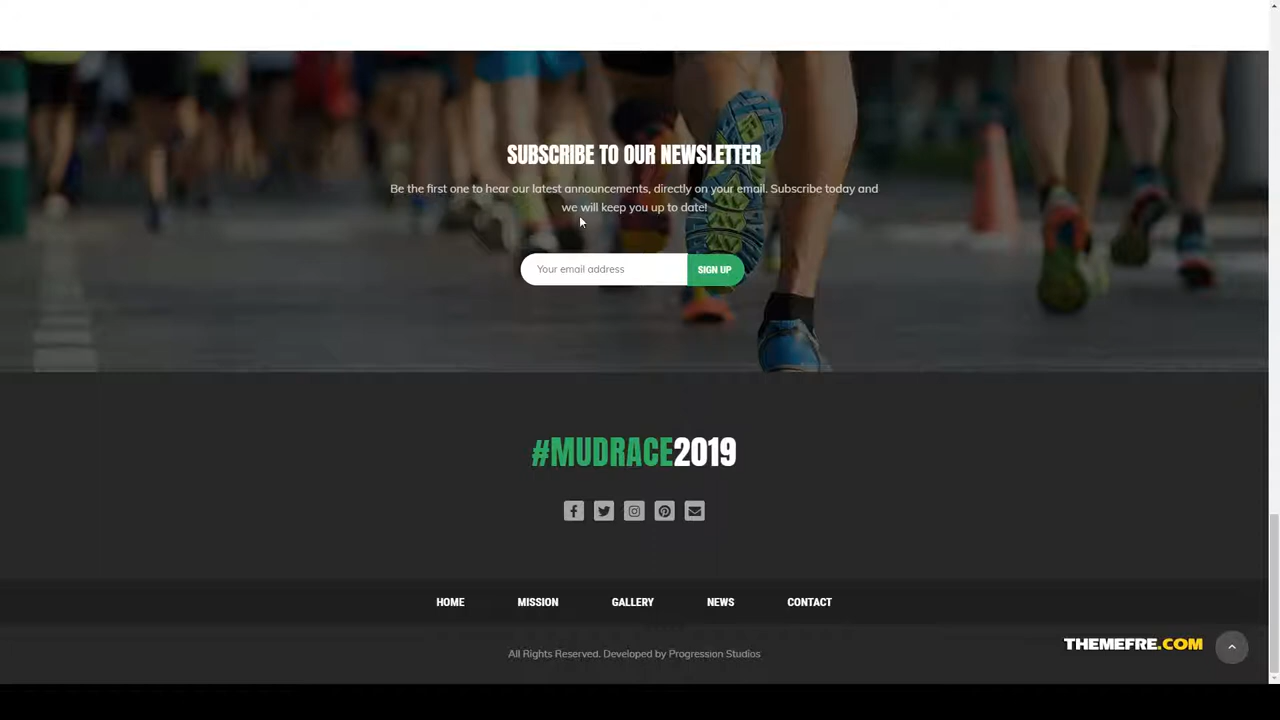 SUBSCRIBE TO OUR NEWSLETTER
Be the first one to hear our latest announcements, directly on your email. Subscribe today and
we will keep you up to date!
Your email address
SIGN UP
#MUDRACE2019
HOME
MISSION
GALLERY
NEWS
CONTACT
THEMEFRE.COM
All Rights Reserved. Developed by Progression Studios